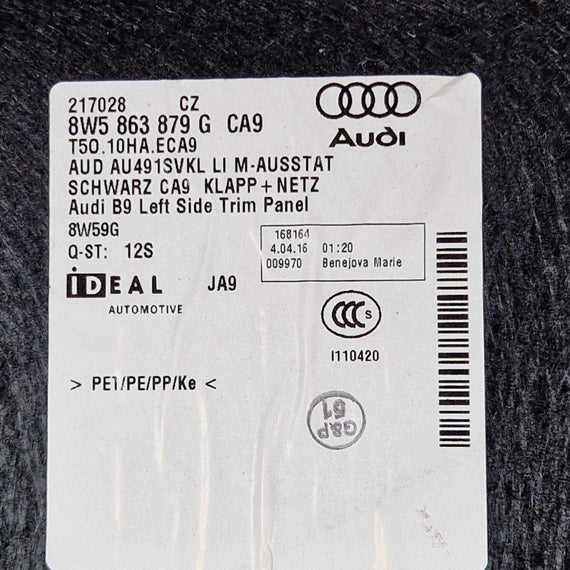 217028 CZ
8W5 863 879 G CA9
T50.10HA.ECA9
AUD AU491SVKL LI M-AUSSTAT
SCHWARZ CA9 KLAPP+NETZ
Audi B9 Left Side Trim Panel
8W59G
Q-ST: 12S
Audi
168164
4.04.16 01:20
009970 Benejova Marie
IDEAL JA9
AUTOMOTIVE
CCC S
I110420
> PET/PE/PP/Ke <
G&P
51